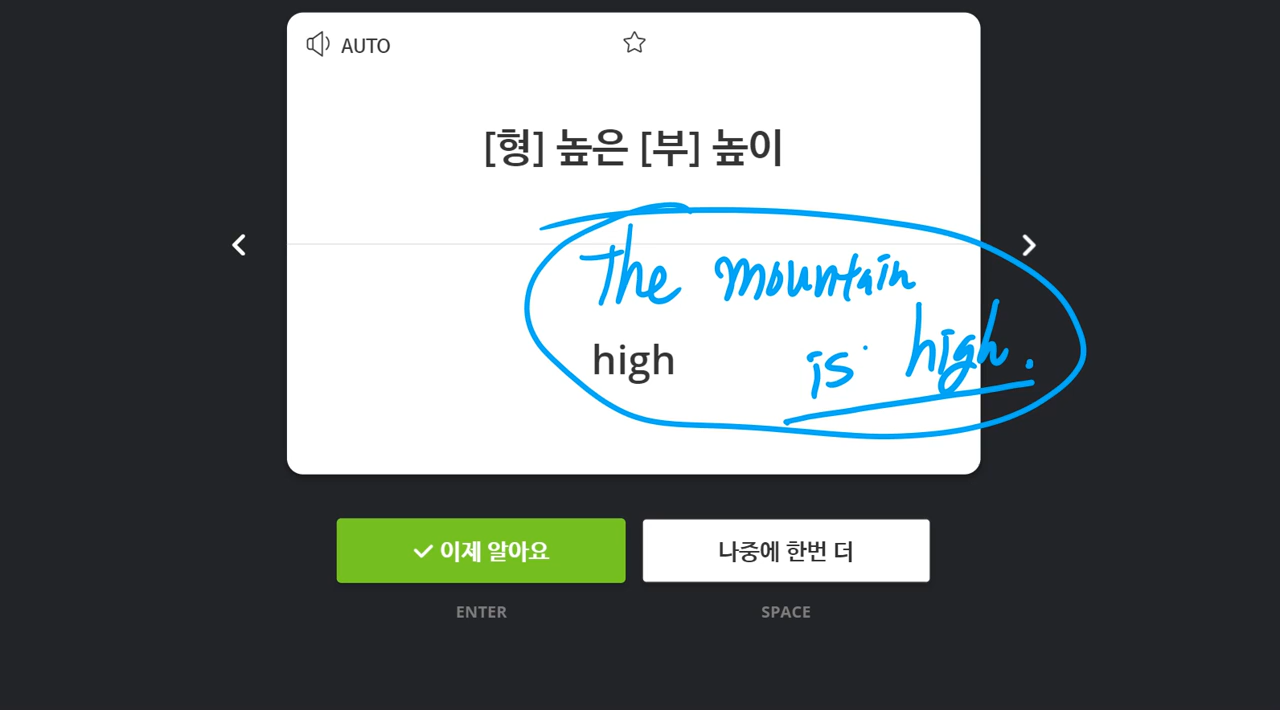 AUTO
[형] 높은 [부] 높이
The mountain
high
is high.
이제 알아요
나중에 한번 더
ENTER
SPACE